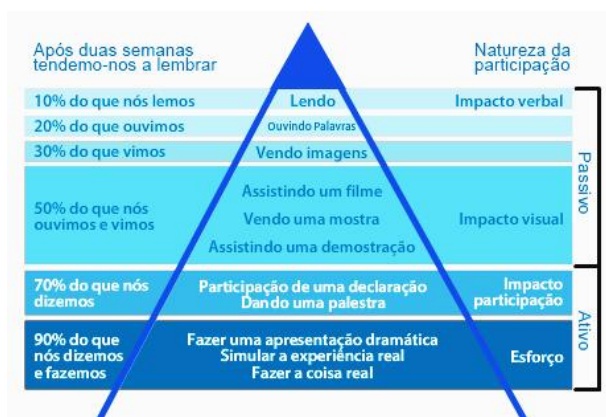 Após duas semanas
tendemo-nos a lembrar
Natureza da
participação
10% do que nós lemos
Lendo
Impacto verbal
20% do que ouvimos
Ouvindo Palavras
30% do que vimos
Vendo imagens
50% do que nós
ouvimos e vimos
Assistindo um filme
Vendo uma mostra
Assistindo uma demostração
Impacto visual
Passivo
70% do que nós
dizemos
Participação de uma declaração
Dando uma palestra
Impacto
participação
90% do que
nós dizemos
e fazemos
Fazer uma apresentação dramática
Simular a experiência real
Fazer a coisa real
Esforço
Ativo